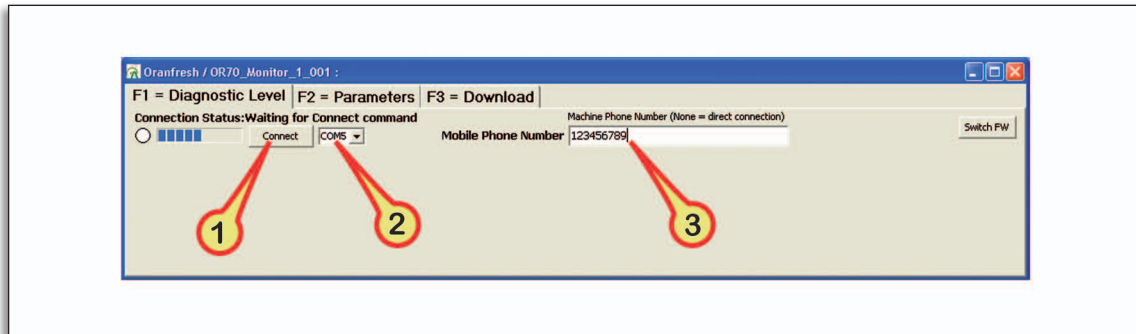 Oranfresh / OR70_Monitor_1_001 :
F1 = Diagnostic Level F2 = Parameters F3 = Download
Connection Status:Waiting for Connect command
Machine Phone Number (None = direct connection)
Connect COM5 Mobile Phone Number 123456789 Switch FW
1 2 3